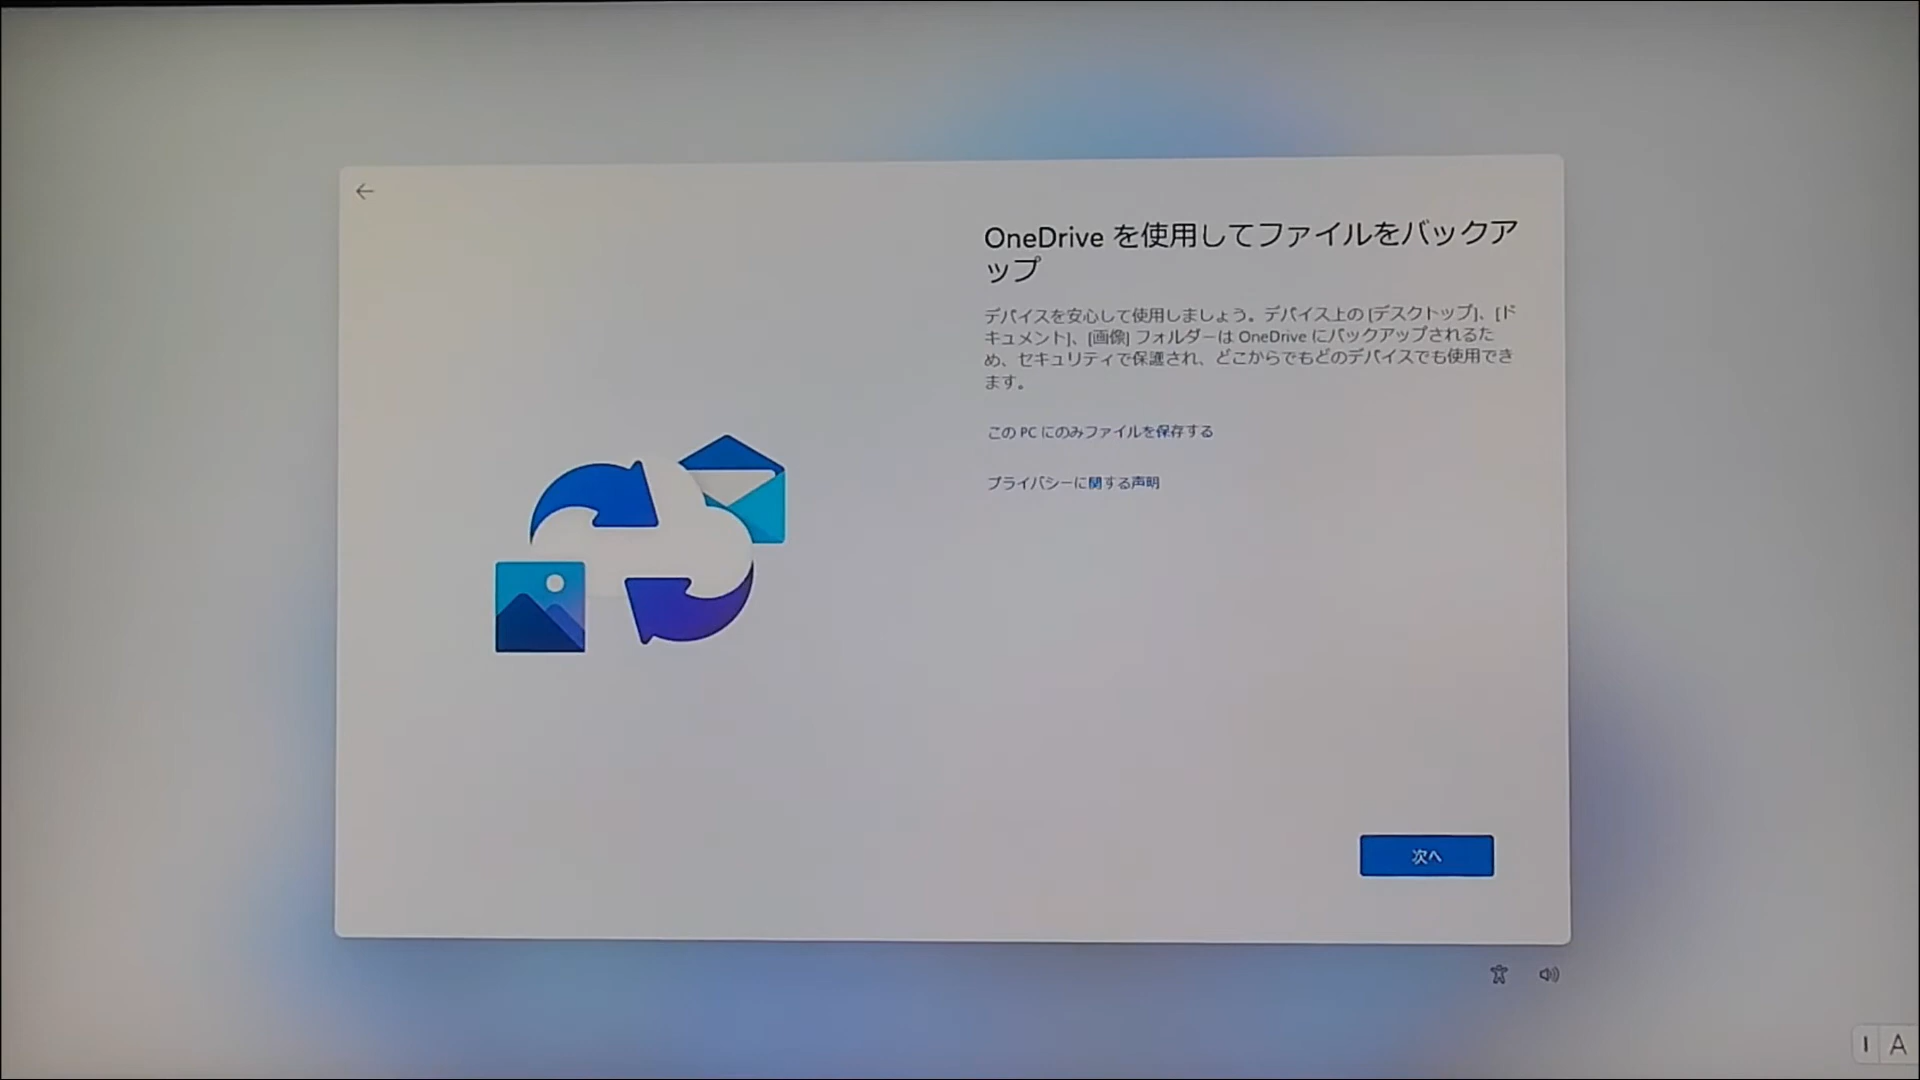 OneDrive を使用してファイルをバックア
ップ
デバイスを安心して使用しましょう。デバイス上の [デスクトップ]、[ド
キュメント]、[画像] フォルダーは OneDrive にバックアップされるた
め、セキュリティで保護され、どこからでもどのデバイスでも使用でき
ます。
この PC にのみファイルを保存する
プライバシーに関する声明
次へ
A